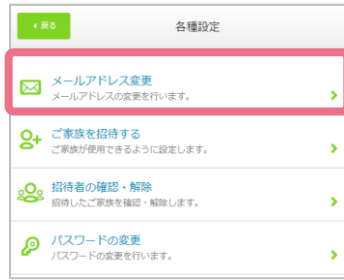 戻る
各種設定
メールアドレス変更
メールアドレスの変更を行います。
ご家族を招待する
ご家族が使用できるように設定します。
招待者の確認・解除
招待したご家族を確認・解除します。
パスワードの変更
パスワードの変更を行います。